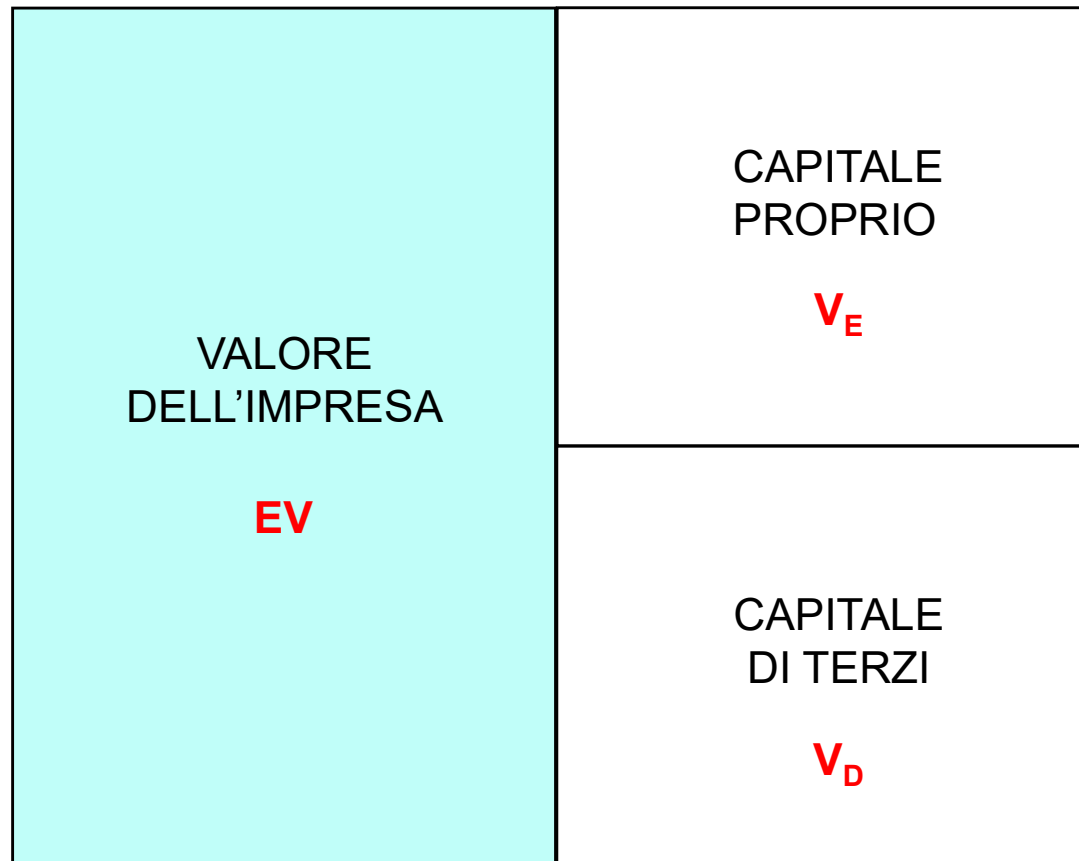 VALORE
DELL’IMPRESA
EV
CAPITALE
PROPRIO
VE
CAPITALE
DI TERZI
VD